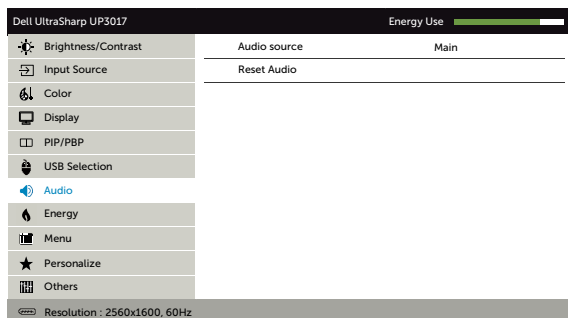 Dell UltraSharp UP3017 Energy Use
Brightness/Contrast Audio source Main
Input Source Reset Audio
Color
Display
PIP/PBP
USB Selection
Audio
Energy
Menu
Personalize
Others
Resolution : 2560x1600, 60Hz